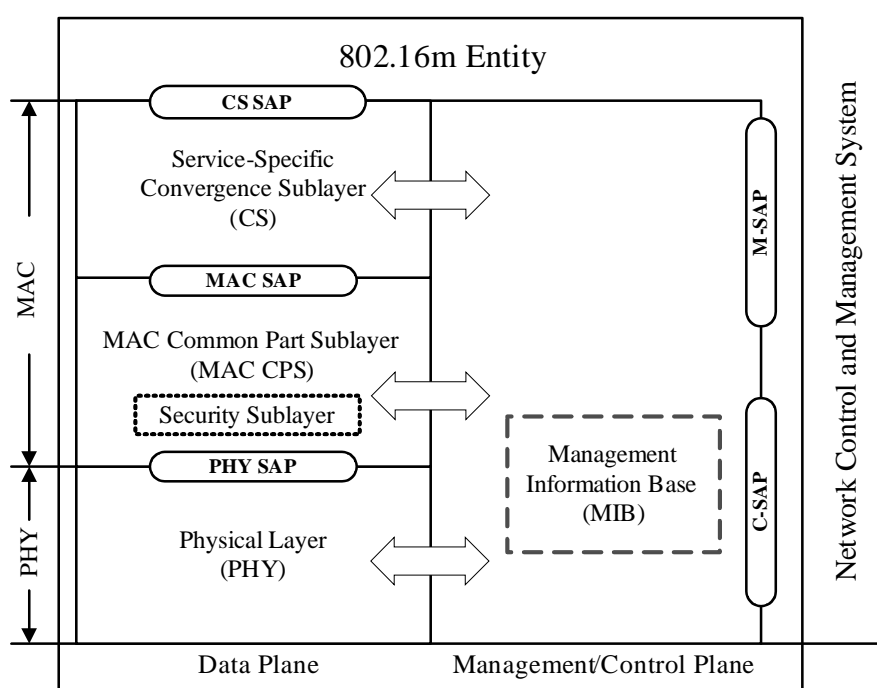 802.16m Entity
CS SAP
Service-Specific
Convergence Sublayer
(CS)
MAC SAP
MAC Common Part Sublayer
(MAC CPS)
Security Sublayer
PHY SAP
Physical Layer
(PHY)
Data Plane
MAC
PHY
Management
Information Base
(MIB)
Management/Control Plane
M-SAP
C-SAP
Network Control and Management System